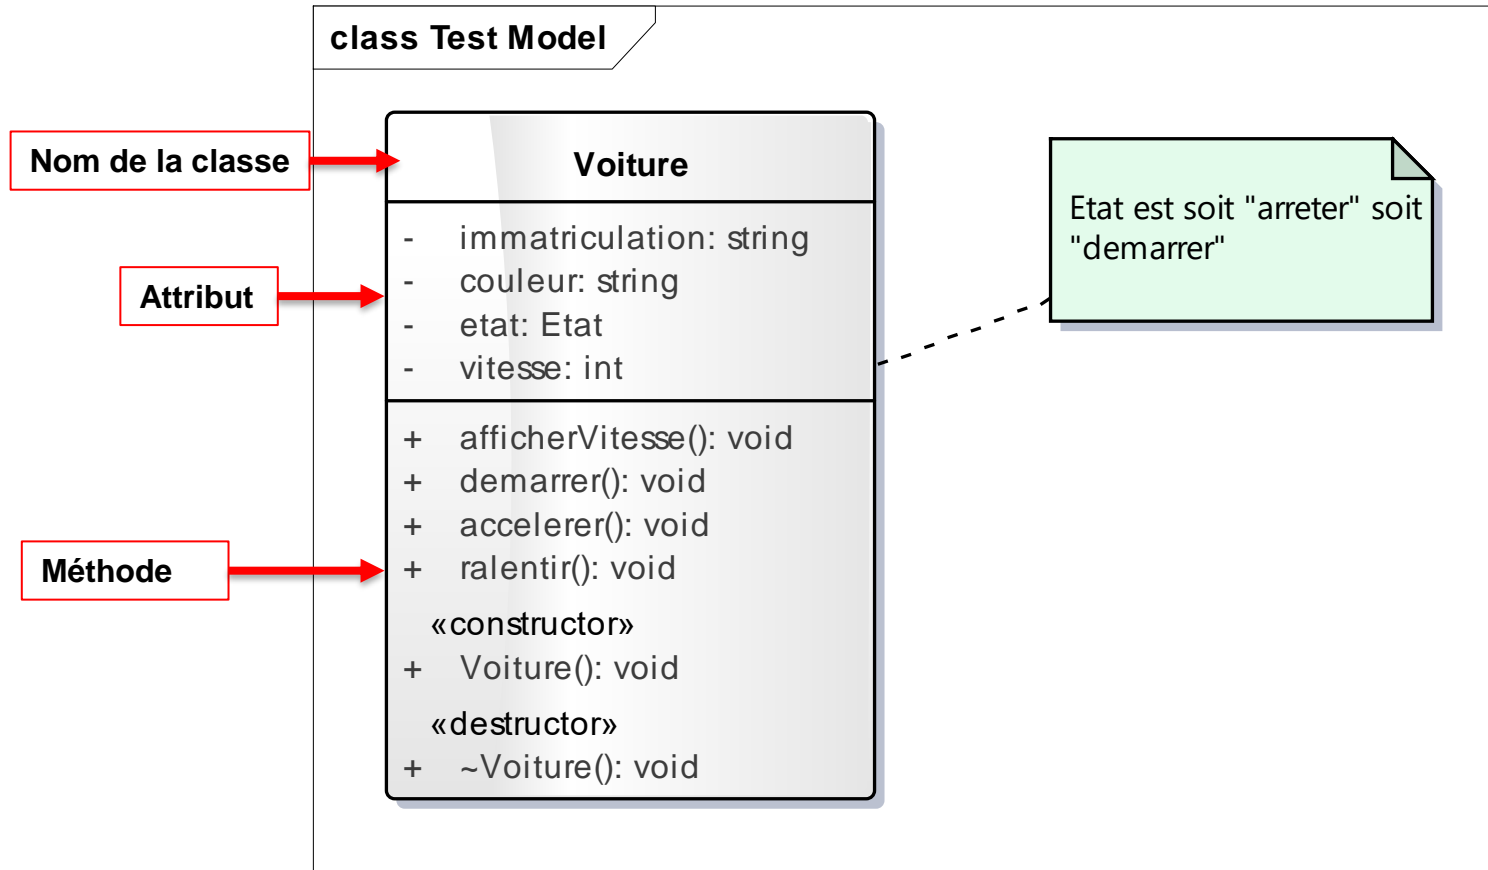 class Test Model
Nom de la classe
Voiture
Attribut
- immatriculation: string
- couleur: string
- etat: Etat
- vitesse: int
Méthode
+ afficherVitesse(): void
+ demarrer(): void
+ accelerer(): void
+ ralentir(): void
«constructor»
+ Voiture(): void
«destructor»
+ ~Voiture(): void
Etat est soit "arreter" soit
"demarrer"